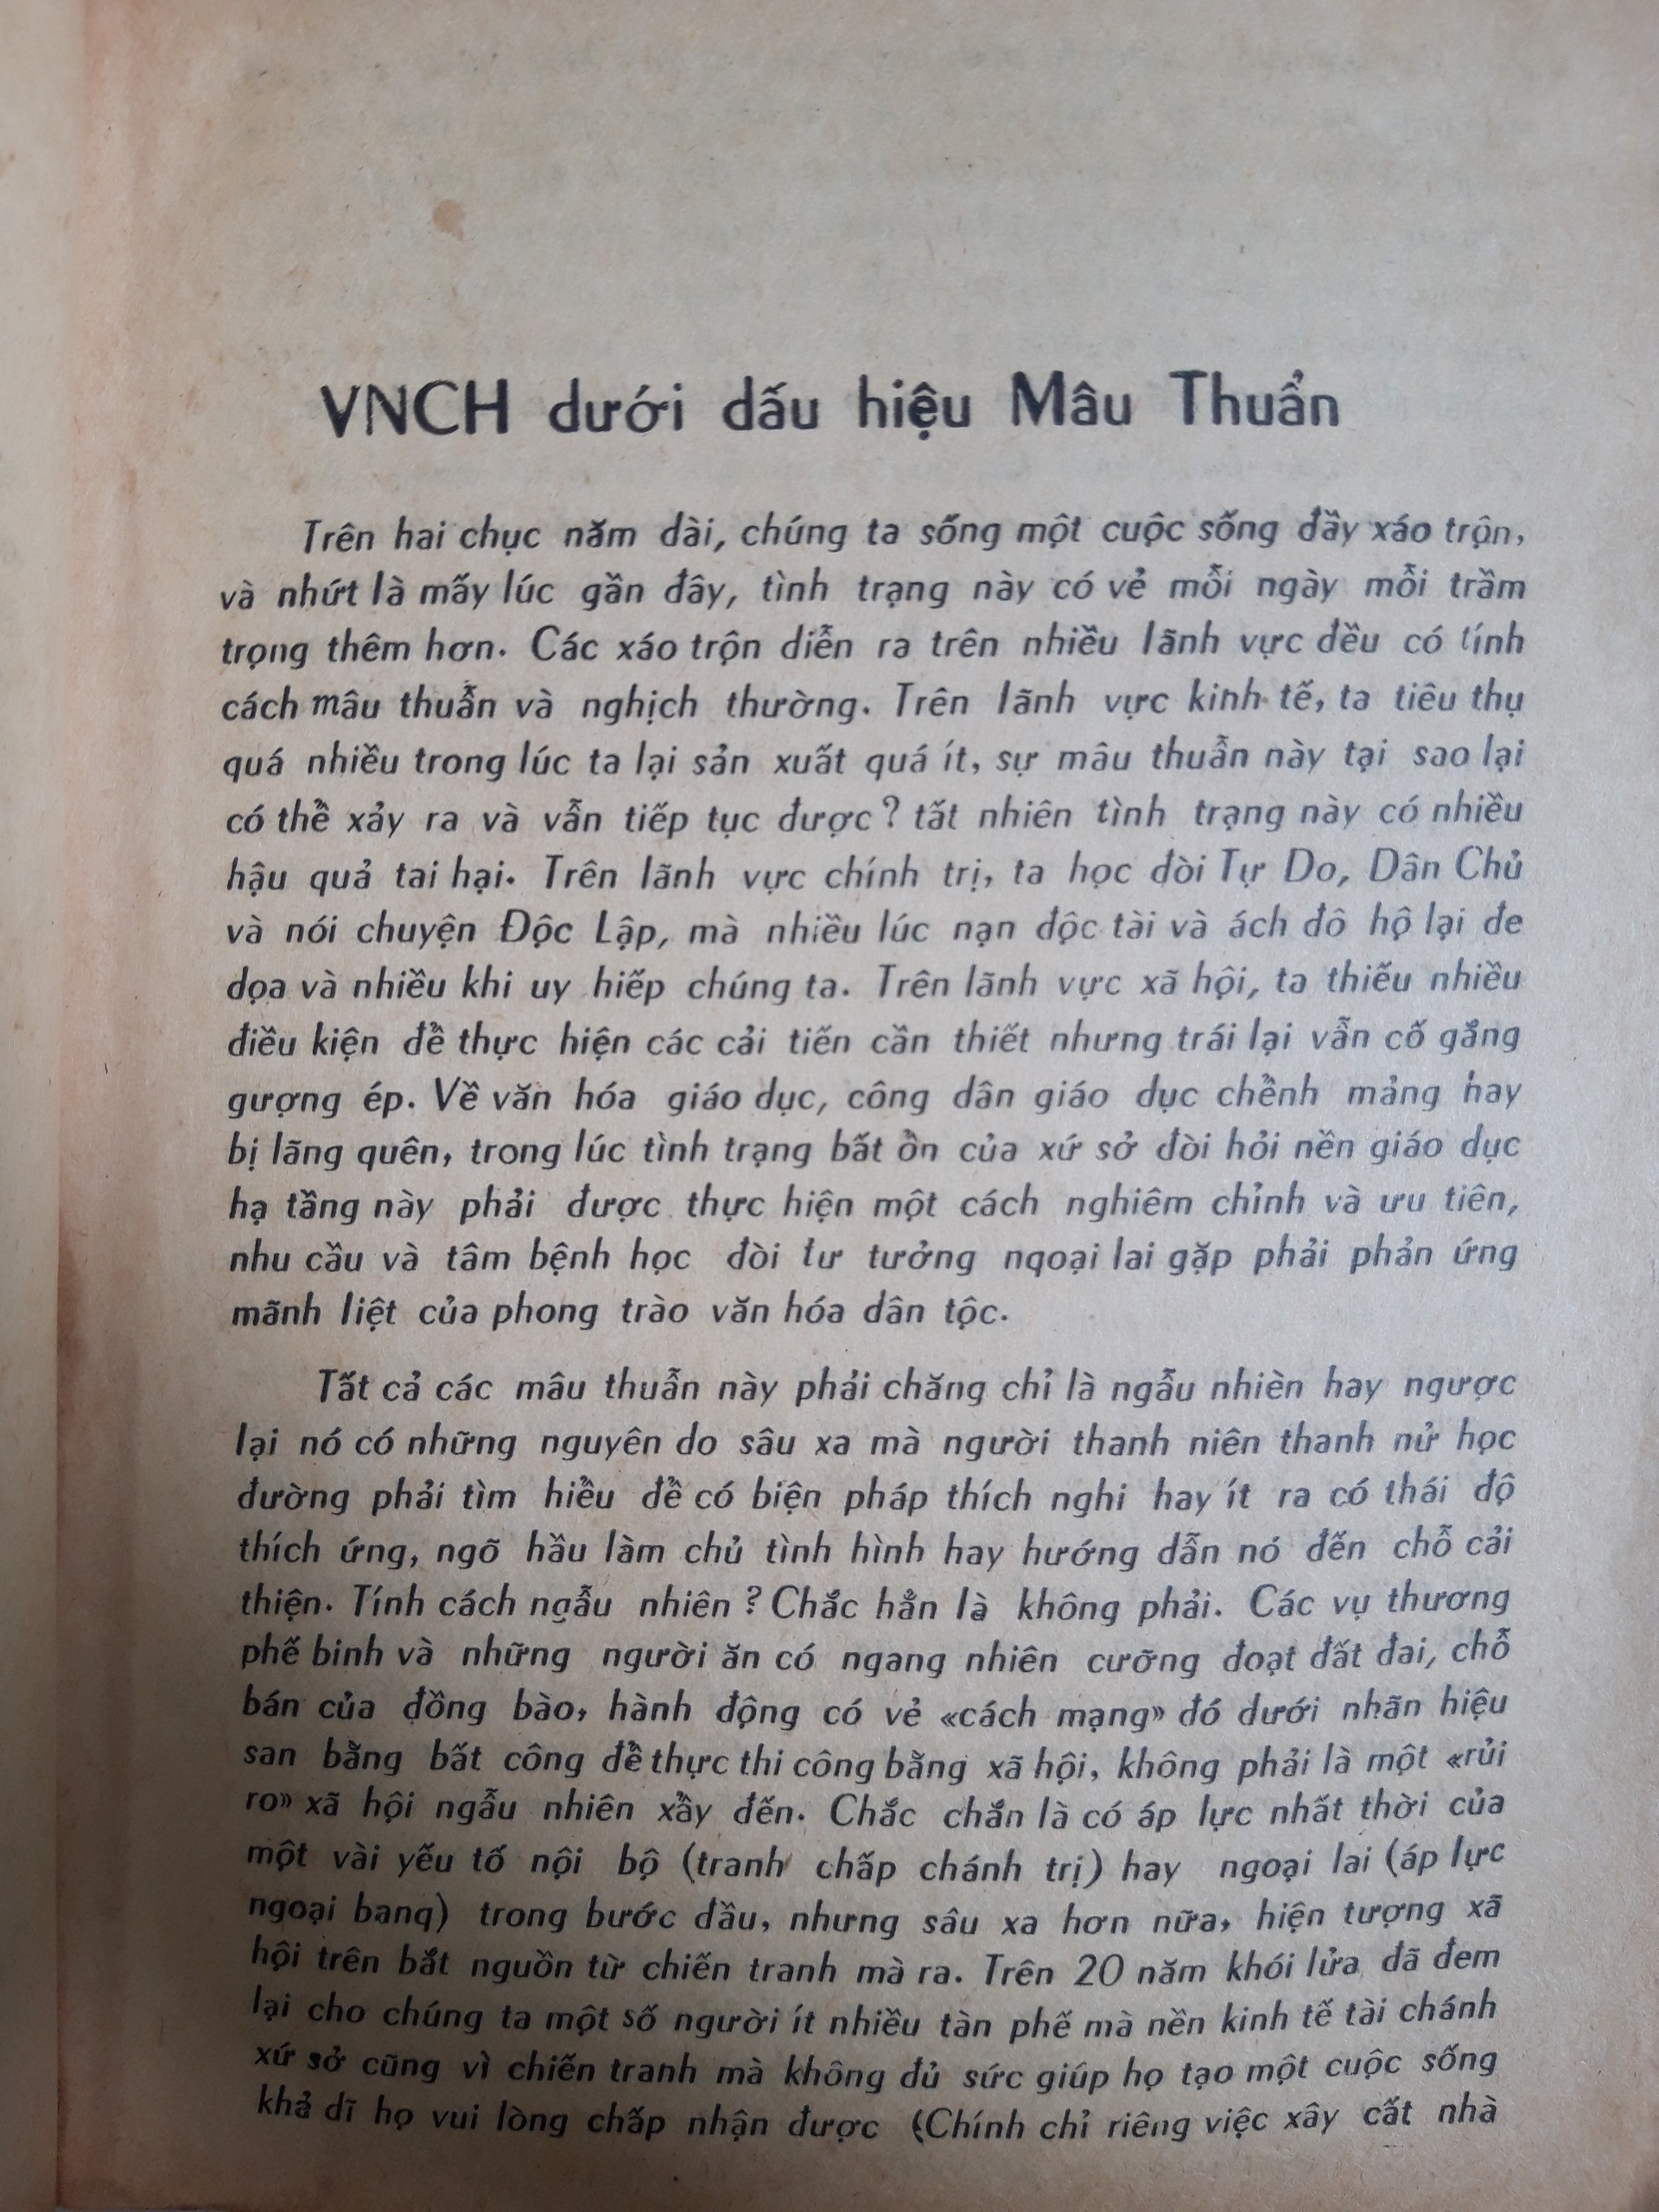 VNCH dưới dấu hiệu Mâu Thuẩn
Trên hai chục năm dài, chúng ta sống một cuộc sống đầy xáo trộn,
và nhứt là mấy lúc gần đây, tình trạng này có vẻ mỗi ngày mỗi trầm
trọng thêm hơn. Các xáo trộn diễn ra trên nhiều lãnh vực đều có tính
cách mâu thuẫn và nghịch thường. Trên lãnh vực kinh tế, ta tiêu thụ
quá nhiều trong lúc ta lại sản xuất quá ít, sự mâu thuẫn này tại sao lại
có thể xảy ra và vẫn tiếp tục được ? tất nhiên tình trạng này có nhiều
hậu quả tai hại. Trên lãnh vực chính trị, ta học đòi Tự Do, Dân Chủ
và nói chuyện Độc Lập, mà nhiều lúc nạn độc tài và ách đô hộ lại đe
dọa và nhiều khi uy hiếp chúng ta. Trên lãnh vực xã hội, ta thiếu nhiều
điều kiện để thực hiện các cải tiến cần thiết nhưng trái lại vẫn cố gắng
gượng ép. Về văn hóa giáo dục, công dân giáo dục chểnh mảng hay
bị lãng quên, trong lúc tình trạng bất ổn của xứ sở đòi hỏi nền giáo dục
hạ tầng này phải được thực hiện một cách nghiêm chỉnh và ưu tiên,
nhu cầu và tâm bệnh học đòi tư tưởng ngoại lai gặp phải phản ứng
mãnh liệt của phong trào văn hóa dân tộc.
Tất cả các mâu thuẫn này phải chăng chỉ là ngẫu nhièn hay ngược
lại nó có những nguyên do sâu xa mà người thanh niên thanh nử học
đường phải tìm hiểu để có biện pháp thích nghi hay ít ra có thái độ
thích ứng, ngõ hầu làm chủ tình hình hay hướng dẫn nó đến chỗ cải
thiện. Tính cách ngẫu nhiên ? Chắc hẳn là không phải. Các vụ thương
phế binh và những người ăn có ngang nhiên cưỡng đoạt đất đai, chỗ
bán của đồng bào, hành động có vẻ «cách mạng» đó dưới nhãn hiệu
san bằng bất công để thực thi công bằng xã hội, không phải là một «rủi
ro» xã hội ngẫu nhiên xẩy đến. Chắc chắn là có áp lực nhất thời của
một vài yếu tố nội bộ (tranh chấp chánh trị) hay ngoại lai (áp lực
ngoại bang) trong bước đầu, nhưng sâu xa hơn nữa, hiện tượng xã
hội trên bắt nguồn từ chiến tranh mà ra. Trên 20 năm khói lửa đã đem
lại cho chúng ta một số người ít nhiều tàn phế mà nền kinh tế tài chánh
xứ sở cũng vì chiến tranh mà không đủ sức giúp họ tạo một cuộc sống
khả dĩ họ vui lòng chấp nhận được (Chính chỉ riêng việc xây cất nhà